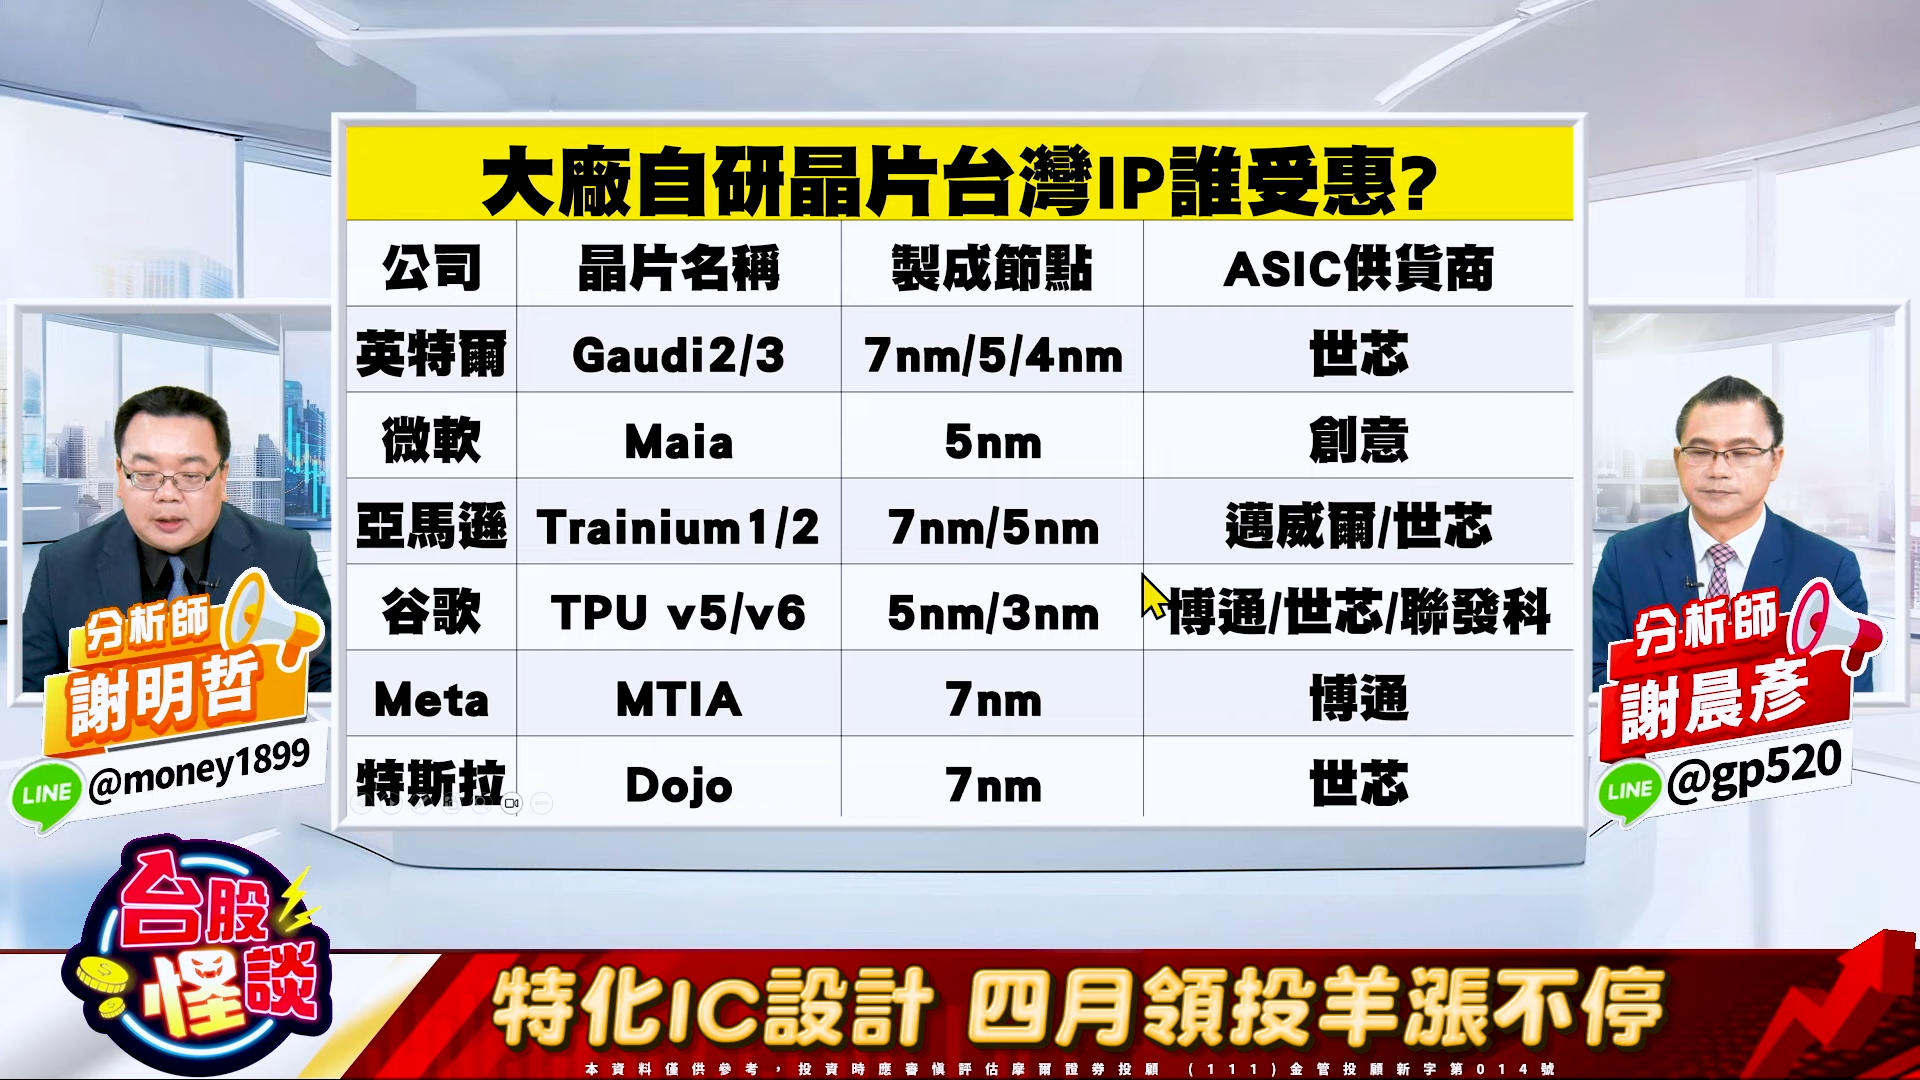 大廠自研晶片台灣IP誰受惠?
公司 晶片名稱 製成節點 ASIC供貨商
英特爾 Gaudi2/3 7nm/5/4nm 世芯
微軟 Maia 5nm 創意
亞馬遜 Trainium1/2 7nm/5nm 邁威爾/世芯
谷歌 TPU v5/v6 5nm/3nm 博通/世芯/聯發科
Meta MTIA 7nm 博通
特斯拉 Dojo 7nm 世芯
分析師
謝明哲
LINE @money1899
分析師
謝晨彥
LINE @gp520
台股
怪談
特化IC設計 四月領投羊漲不停
本資料僅供參考，投資時應審慎評估摩爾證券投顧 (111)金管投顧新字第014號